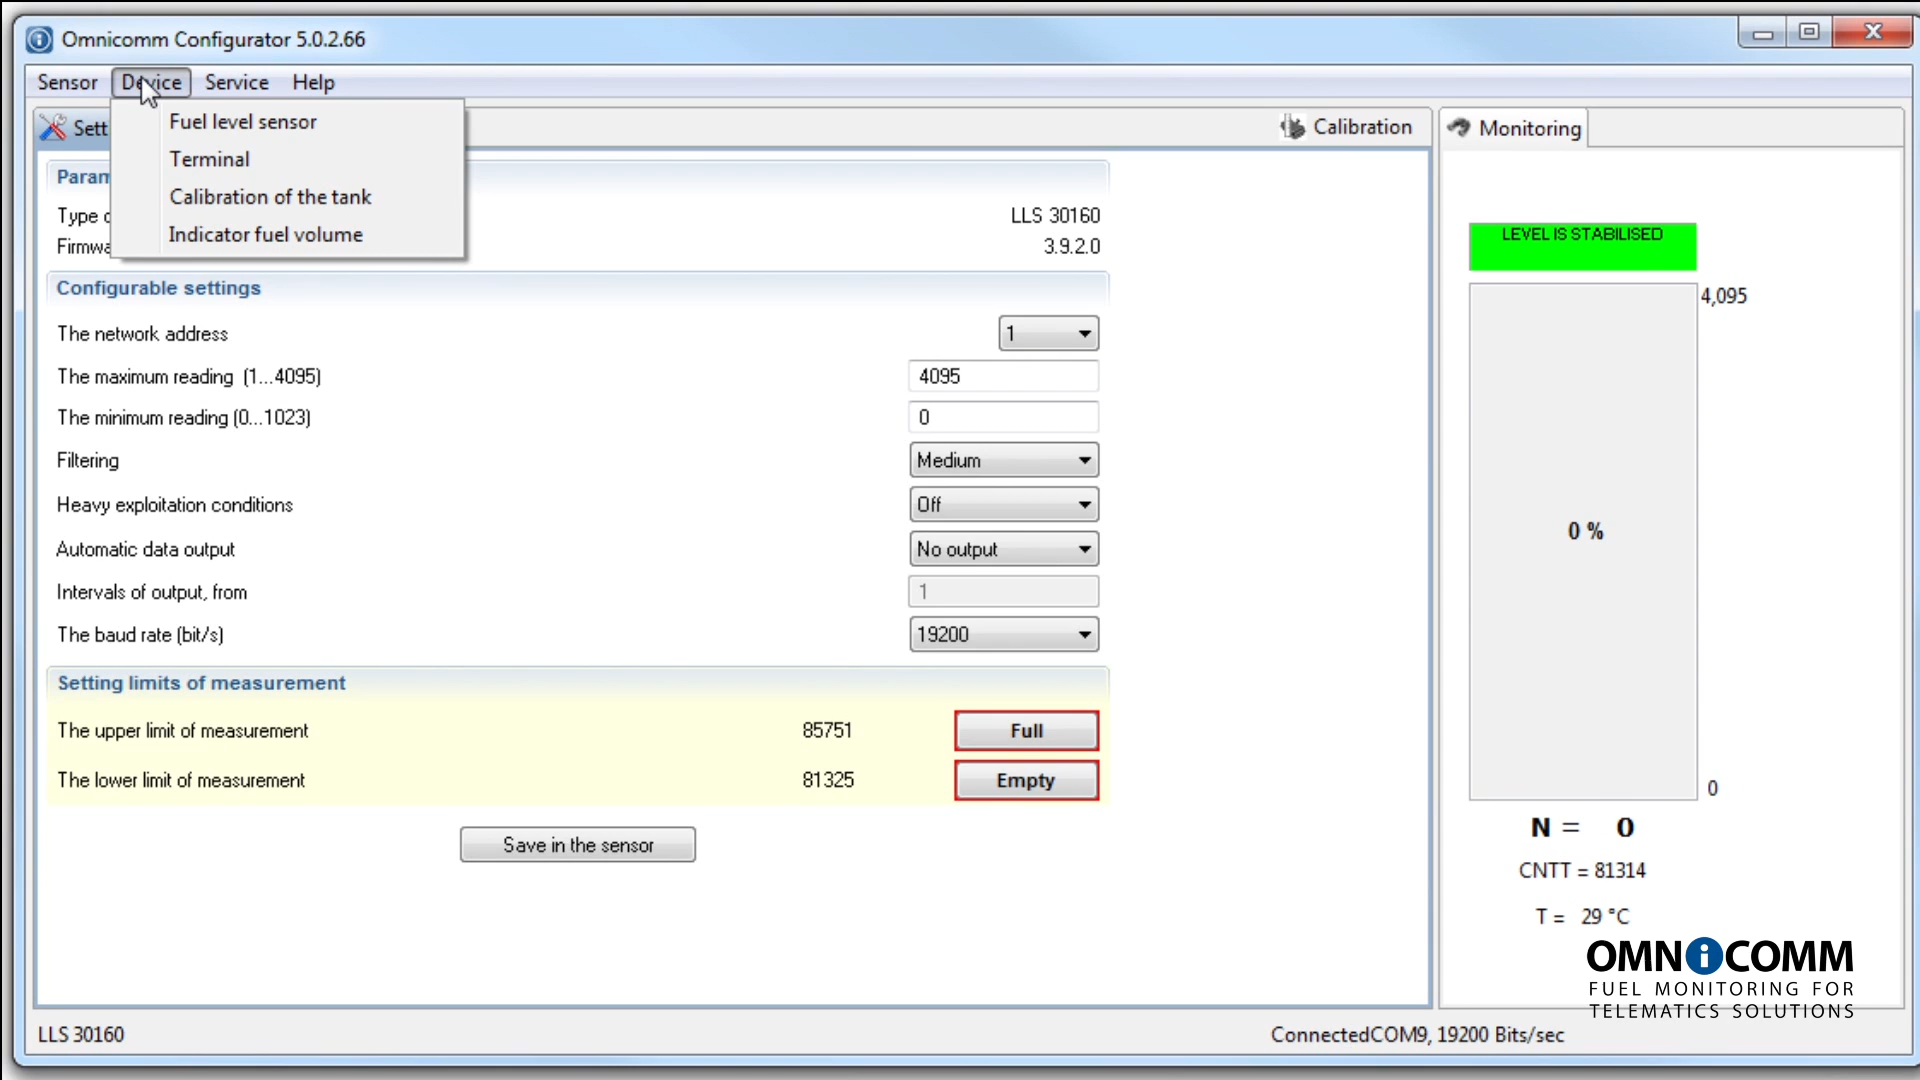 Omnicomm Configurator 5.0.2.66
Sensor Device Service Help
Fuel level sensor
Terminal
Calibration of the tank
Indicator fuel volume
Sett
Calibration
Monitoring
Param
Type o
LLS 30160
Firmwa
3.9.2.0
Configurable settings
The network address 1
The maximum reading (1...4095) 4095
The minimum reading (0...1023) 0
Filtering Medium
Heavy exploitation conditions Off
Automatic data output No output
Intervals of output, from 1
The baud rate (bit/s) 19200
Setting limits of measurement
The upper limit of measurement 85751 Full
The lower limit of measurement 81325 Empty
Save in the sensor
LEVEL IS STABILISED
4,095
0 %
0
N = 0
CNTT = 81314
T = 29 °C
OMNiCOMM
FUEL MONITORING FOR
TELEMATICS SOLUTIONS
LLS 30160
ConnectedCOM9, 19200 Bits/sec